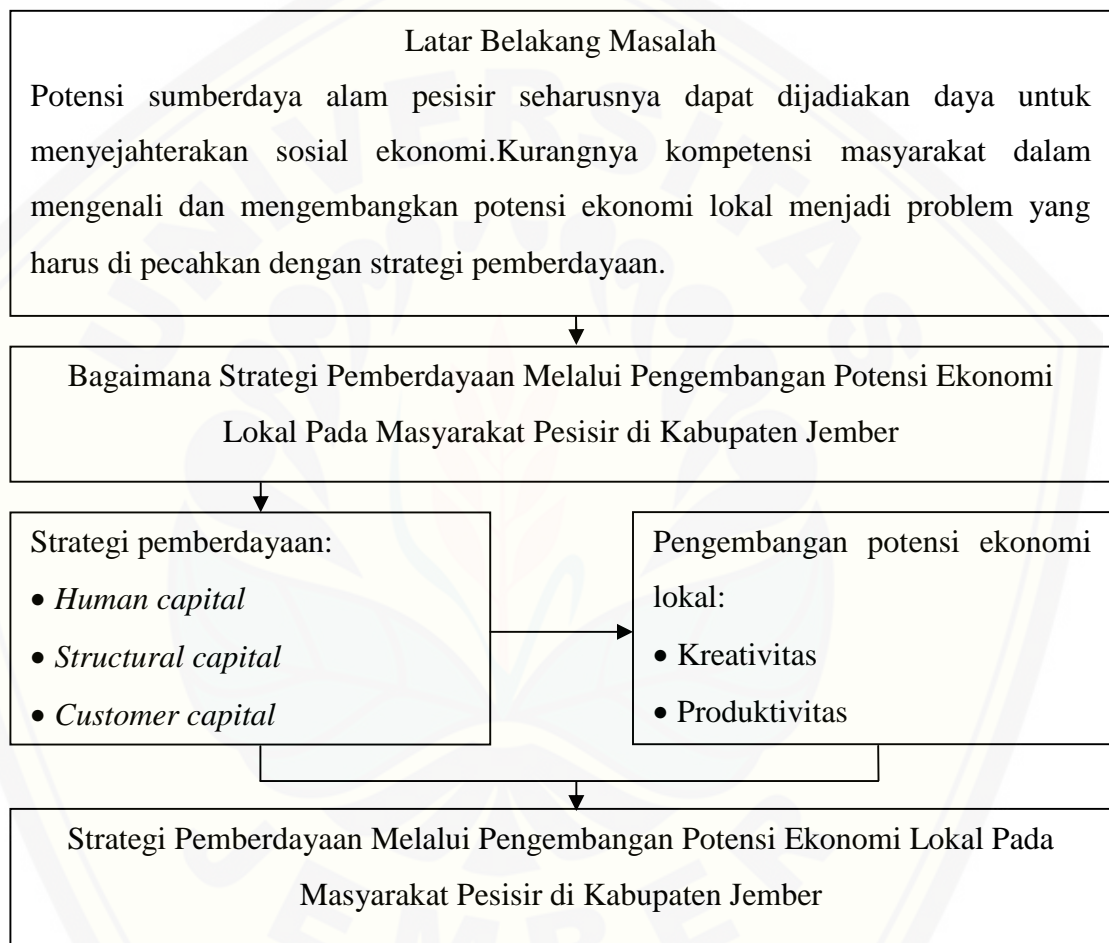 Latar Belakang Masalah
Potensi sumberdaya alam pesisir seharusnya dapat dijadiakan daya untuk
menyejahterakan sosial ekonomi.Kurangnya kompetensi masyarakat dalam
mengenali dan mengembangkan potensi ekonomi lokal menjadi problem yang
harus di pecahkan dengan strategi pemberdayaan.
Bagaimana Strategi Pemberdayaan Melalui Pengembangan Potensi Ekonomi
Lokal Pada Masyarakat Pesisir di Kabupaten Jember
Strategi pemberdayaan:
• Human capital
• Structural capital
• Customer capital
Pengembangan potensi ekonomi
lokal:
• Kreativitas
• Produktivitas
Strategi Pemberdayaan Melalui Pengembangan Potensi Ekonomi Lokal Pada
Masyarakat Pesisir di Kabupaten Jember
UNIVERSITAS
JEMBER